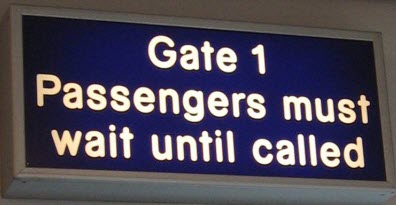 Gate 1
Passengers must
wait until called